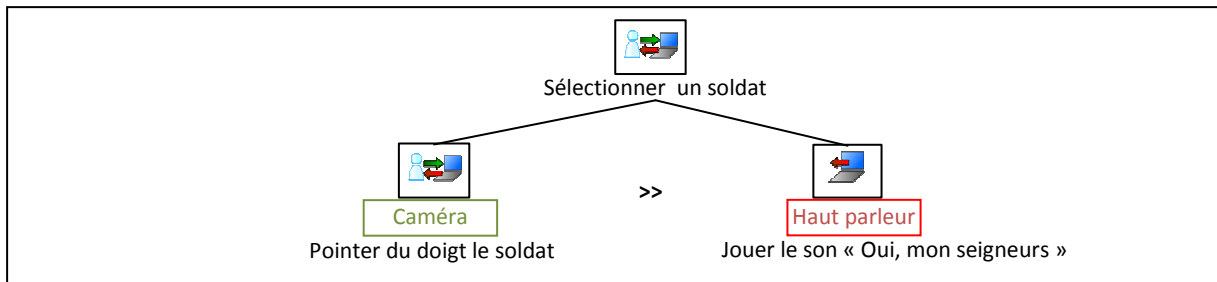 Sélectionner un soldat
>>
Caméra
Haut parleur
Pointer du doigt le soldat
Jouer le son « Oui, mon seigneurs »